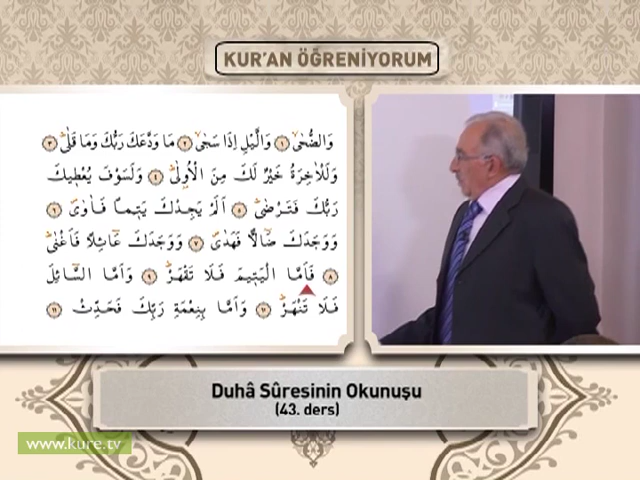 KUR'AN ÖĞRENİYORUM
وَالضُّحٰىۙ ﴿١﴾ وَالَّيْلِ اِذَا سَجٰىۙ ﴿٢﴾ مَا وَدَّعَكَ رَبُّكَ وَمَا قَلٰىۜ ﴿٣﴾
وَلَلْاٰخِرَةُ خَيْرٌ لَكَ مِنَ الْاُو۫لٰىۜ ﴿٤﴾ وَلَسَوْفَ يُعْط۪يكَ
رَبُّكَ فَتَرْضٰىۜ ﴿٥﴾ اَلَمْ يَجِدْكَ يَت۪يمًا فَاٰوٰىۖ ﴿٦﴾
وَوَجَدَكَ ضَٓالًّا فَهَدٰىۖ ﴿٧﴾ وَوَجَدَكَ عَٓائِلًا فَاَغْنٰىۜ
﴿٨﴾ فَاَمَّا الْيَت۪يمَ فَلَا تَقْهَرْۜ ﴿٩﴾ وَاَمَّا السَّٓائِلَ
فَلَا تَنْهَرْۜ ﴿١٠﴾ وَاَمَّا بِنِعْمَةِ رَبِّكَ فَحَدِّثْ ﴿١١﴾
Duhâ Sûresinin Okunuşu
(43. ders)
www.kure.tv